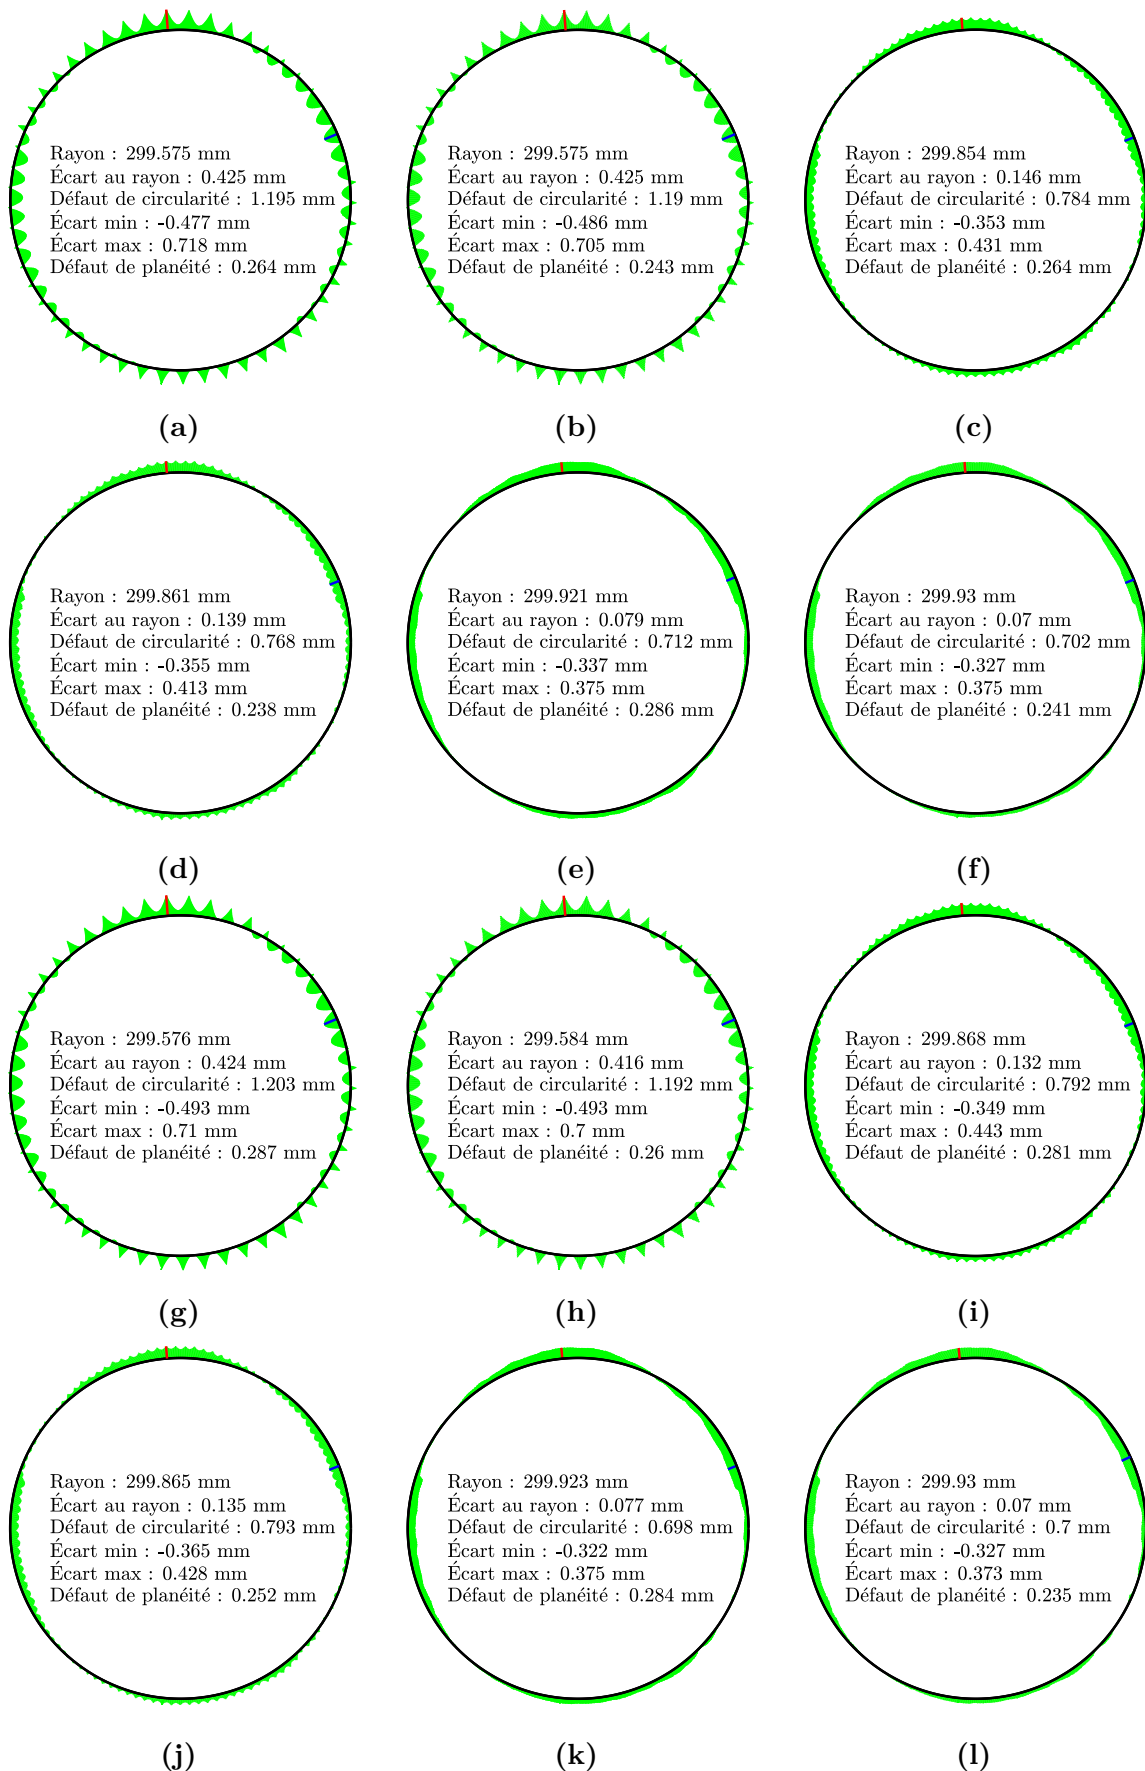 Rayon : 299.575 mm
Écart au rayon : 0.425 mm
Défaut de circularité : 1.195 mm
Écart min : -0.477 mm
Écart max : 0.718 mm
Défaut de planéité : 0.264 mm
(a)
Rayon : 299.575 mm
Écart au rayon : 0.425 mm
Défaut de circularité : 1.19 mm
Écart min : -0.486 mm
Écart max : 0.705 mm
Défaut de planéité : 0.243 mm
(b)
Rayon : 299.854 mm
Écart au rayon : 0.146 mm
Défaut de circularité : 0.784 mm
Écart min : -0.353 mm
Écart max : 0.431 mm
Défaut de planéité : 0.264 mm
(c)
Rayon : 299.861 mm
Écart au rayon : 0.139 mm
Défaut de circularité : 0.768 mm
Écart min : -0.355 mm
Écart max : 0.413 mm
Défaut de planéité : 0.238 mm
(d)
Rayon : 299.921 mm
Écart au rayon : 0.079 mm
Défaut de circularité : 0.712 mm
Écart min : -0.337 mm
Écart max : 0.375 mm
Défaut de planéité : 0.286 mm
(e)
Rayon : 299.93 mm
Écart au rayon : 0.07 mm
Défaut de circularité : 0.702 mm
Écart min : -0.327 mm
Écart max : 0.375 mm
Défaut de planéité : 0.241 mm
(f)
Rayon : 299.576 mm
Écart au rayon : 0.424 mm
Défaut de circularité : 1.203 mm
Écart min : -0.493 mm
Écart max : 0.71 mm
Défaut de planéité : 0.287 mm
(g)
Rayon : 299.584 mm
Écart au rayon : 0.416 mm
Défaut de circularité : 1.192 mm
Écart min : -0.493 mm
Écart max : 0.7 mm
Défaut de planéité : 0.26 mm
(h)
Rayon : 299.868 mm
Écart au rayon : 0.132 mm
Défaut de circularité : 0.792 mm
Écart min : -0.349 mm
Écart max : 0.443 mm
Défaut de planéité : 0.281 mm
(i)
Rayon : 299.865 mm
Écart au rayon : 0.135 mm
Défaut de circularité : 0.793 mm
Écart min : -0.365 mm
Écart max : 0.428 mm
Défaut de planéité : 0.252 mm
(j)
Rayon : 299.923 mm
Écart au rayon : 0.077 mm
Défaut de circularité : 0.698 mm
Écart min : -0.322 mm
Écart max : 0.375 mm
Défaut de planéité : 0.284 mm
(k)
Rayon : 299.93 mm
Écart au rayon : 0.07 mm
Défaut de circularité : 0.7 mm
Écart min : -0.327 mm
Écart max : 0.373 mm
Défaut de planéité : 0.235 mm
(l)